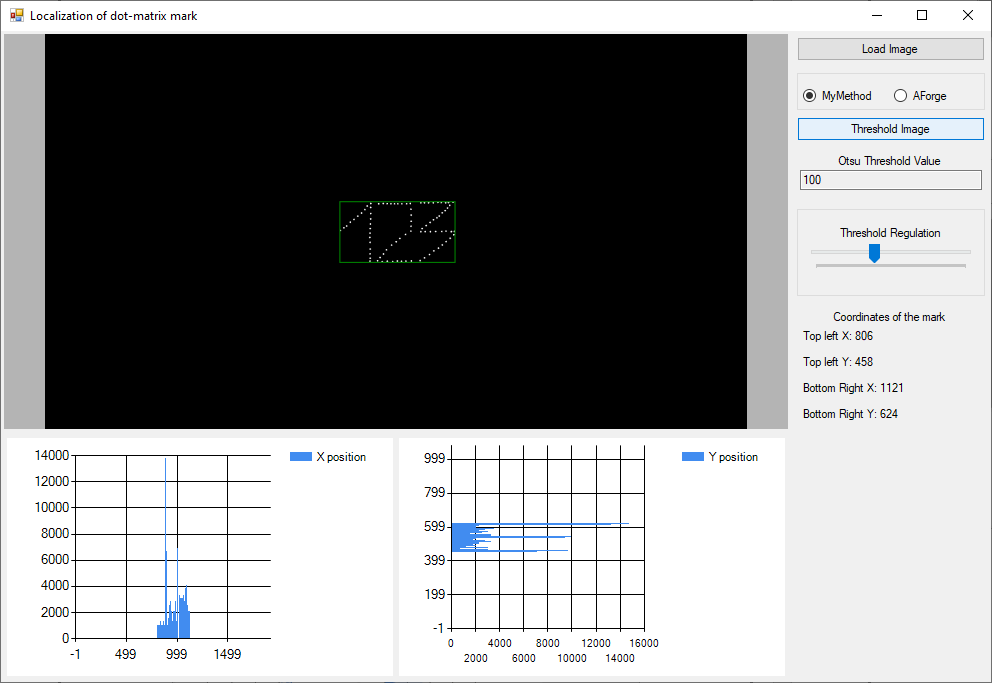 Localization of dot-matrix mark
Load Image
MyMethod AForge
Threshold Image
Otsu Threshold Value
100
Threshold Regulation
Coordinates of the mark
Top left X: 806
Top left Y: 458
Bottom Right X: 1121
Bottom Right Y: 624
123
14000
12000
10000
8000
6000
4000
2000
0
-1 499 999 1499
X position
999
799
599
399
199
-1
0 4000 8000 12000 16000
2000 6000 10000 14000
Y position